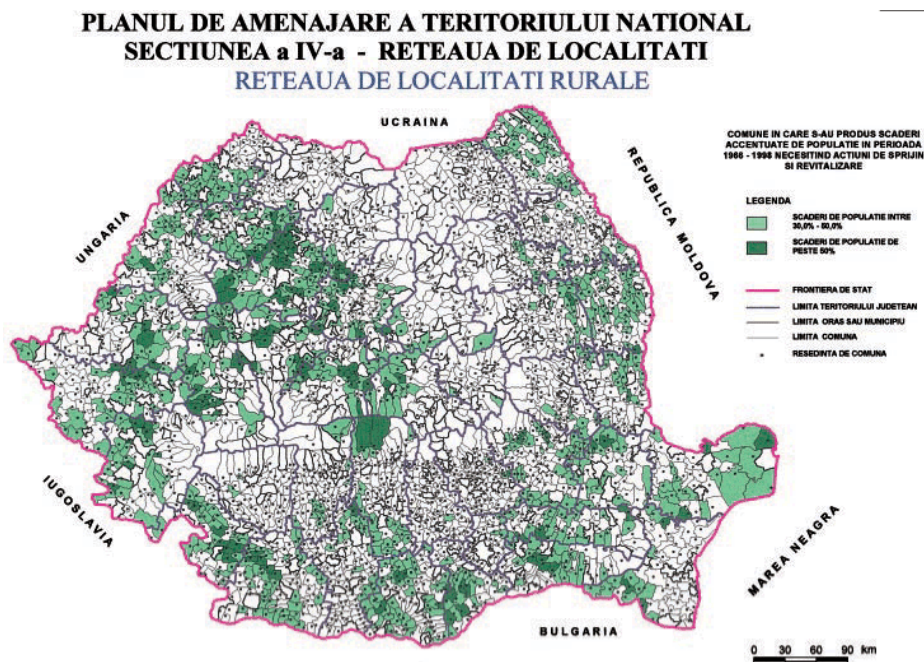 PLANUL DE AMENAJARE A TERITORIULUI NATIONAL
SECTIUNEA a IV-a - RETEAUA DE LOCALITATI
RETEAUA DE LOCALITATI RURALE
UCRAINA
REPUBLICA MOLDOVA
UNGARIA
IUGOSLAVIA
BULGARIA
MAREA NEAGRA
COMUNE IN CARE S-AU PRODUS SCADERI
ACCENTUATE DE POPULATIE IN PERIOADA
1966 - 1998 NECESITIND ACTIUNI DE SPRIJIN
SI REVITALIZARE
LEGENDA
SCADERI DE POPULATIE INTRE
30,0% - 50,0%
SCADERI DE POPULATIE DE
PESTE 50%
FRONTIERA DE STAT
LIMITA TERITORIULUI JUDETEAN
LIMITA ORAS SAU MUNICIPIU
LIMITA COMUNA
RESEDINTA DE COMUNA
0 30 60 90 km